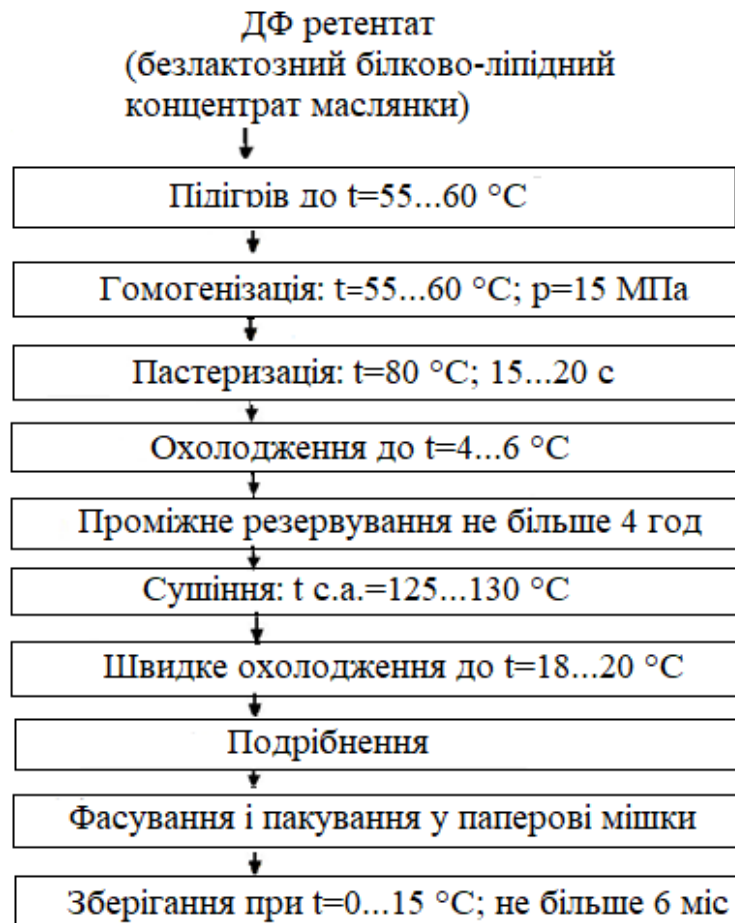 ДФ ретентат
(безлактозний білково-ліпідний
концентрат маслянки)
Підігрів до t=55...60 °C
Гомогенізація: t=55...60 °C; p=15 МПа
Пастеризація: t=80 °C; 15...20 с
Охолодження до t=4...6 °C
Проміжне резервування не більше 4 год
Сушіння: t с.а.=125...130 °C
Швидке охолодження до t=18...20 °C
Подрібнення
Фасування і пакування у паперові мішки
Зберігання при t=0...15 °C; не більше 6 міс